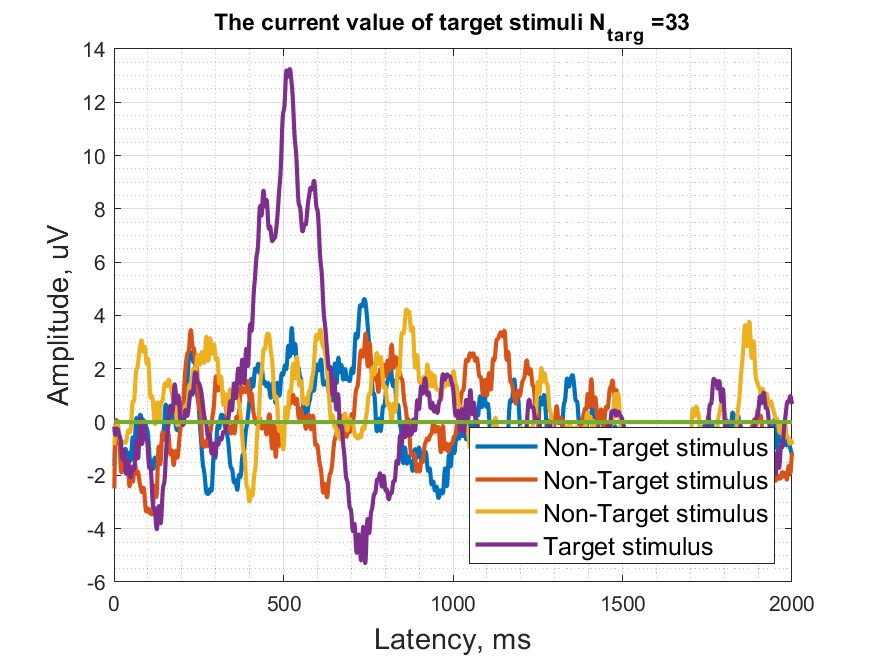 The current value of target stimuli N_targ =33
14
12
10
8
6
4
2
0
-2
-4
-6
Amplitude, uV
0 500 1000 1500 2000
Latency, ms
Non-Target stimulus
Non-Target stimulus
Non-Target stimulus
Target stimulus